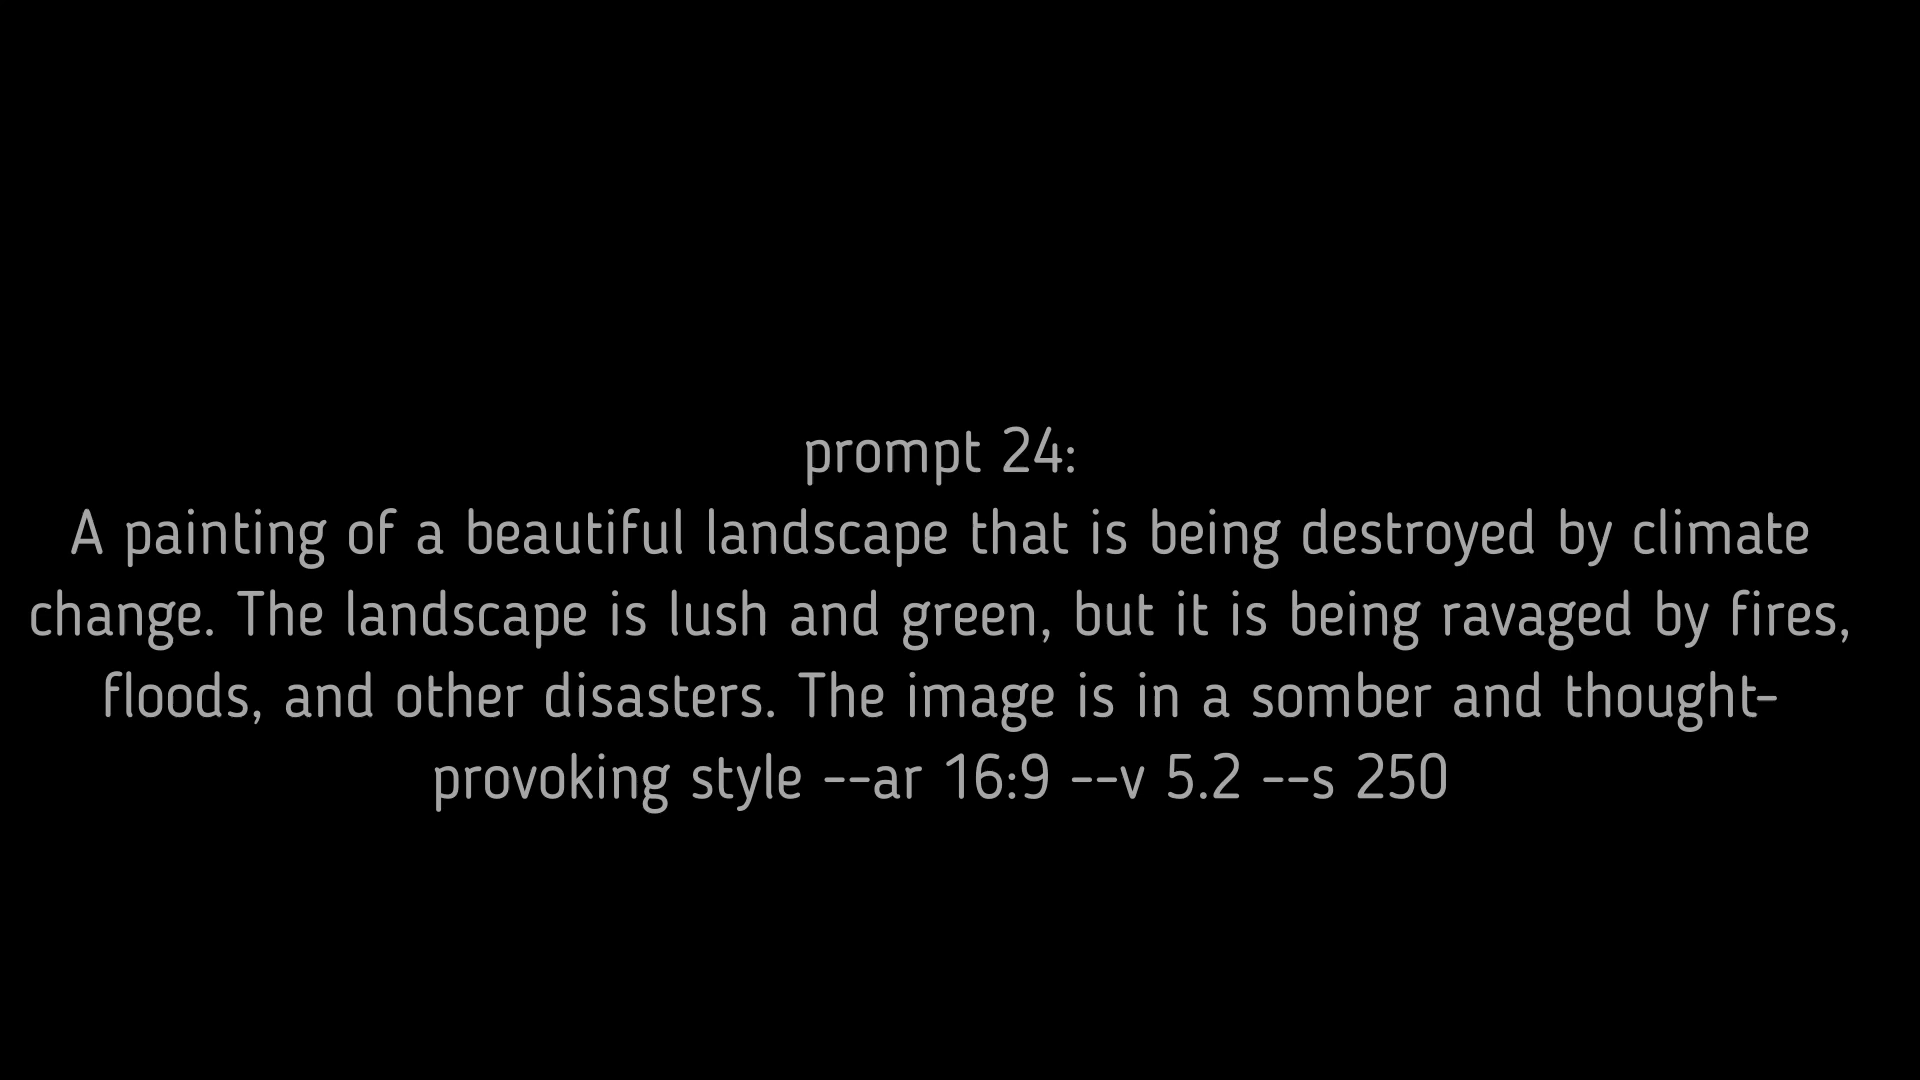 prompt 24:
A painting of a beautiful landscape that is being destroyed by climate
change. The landscape is lush and green, but it is being ravaged by fires,
floods, and other disasters. The image is in a somber and thought-
provoking style --ar 16:9 --v 5.2 --s 250